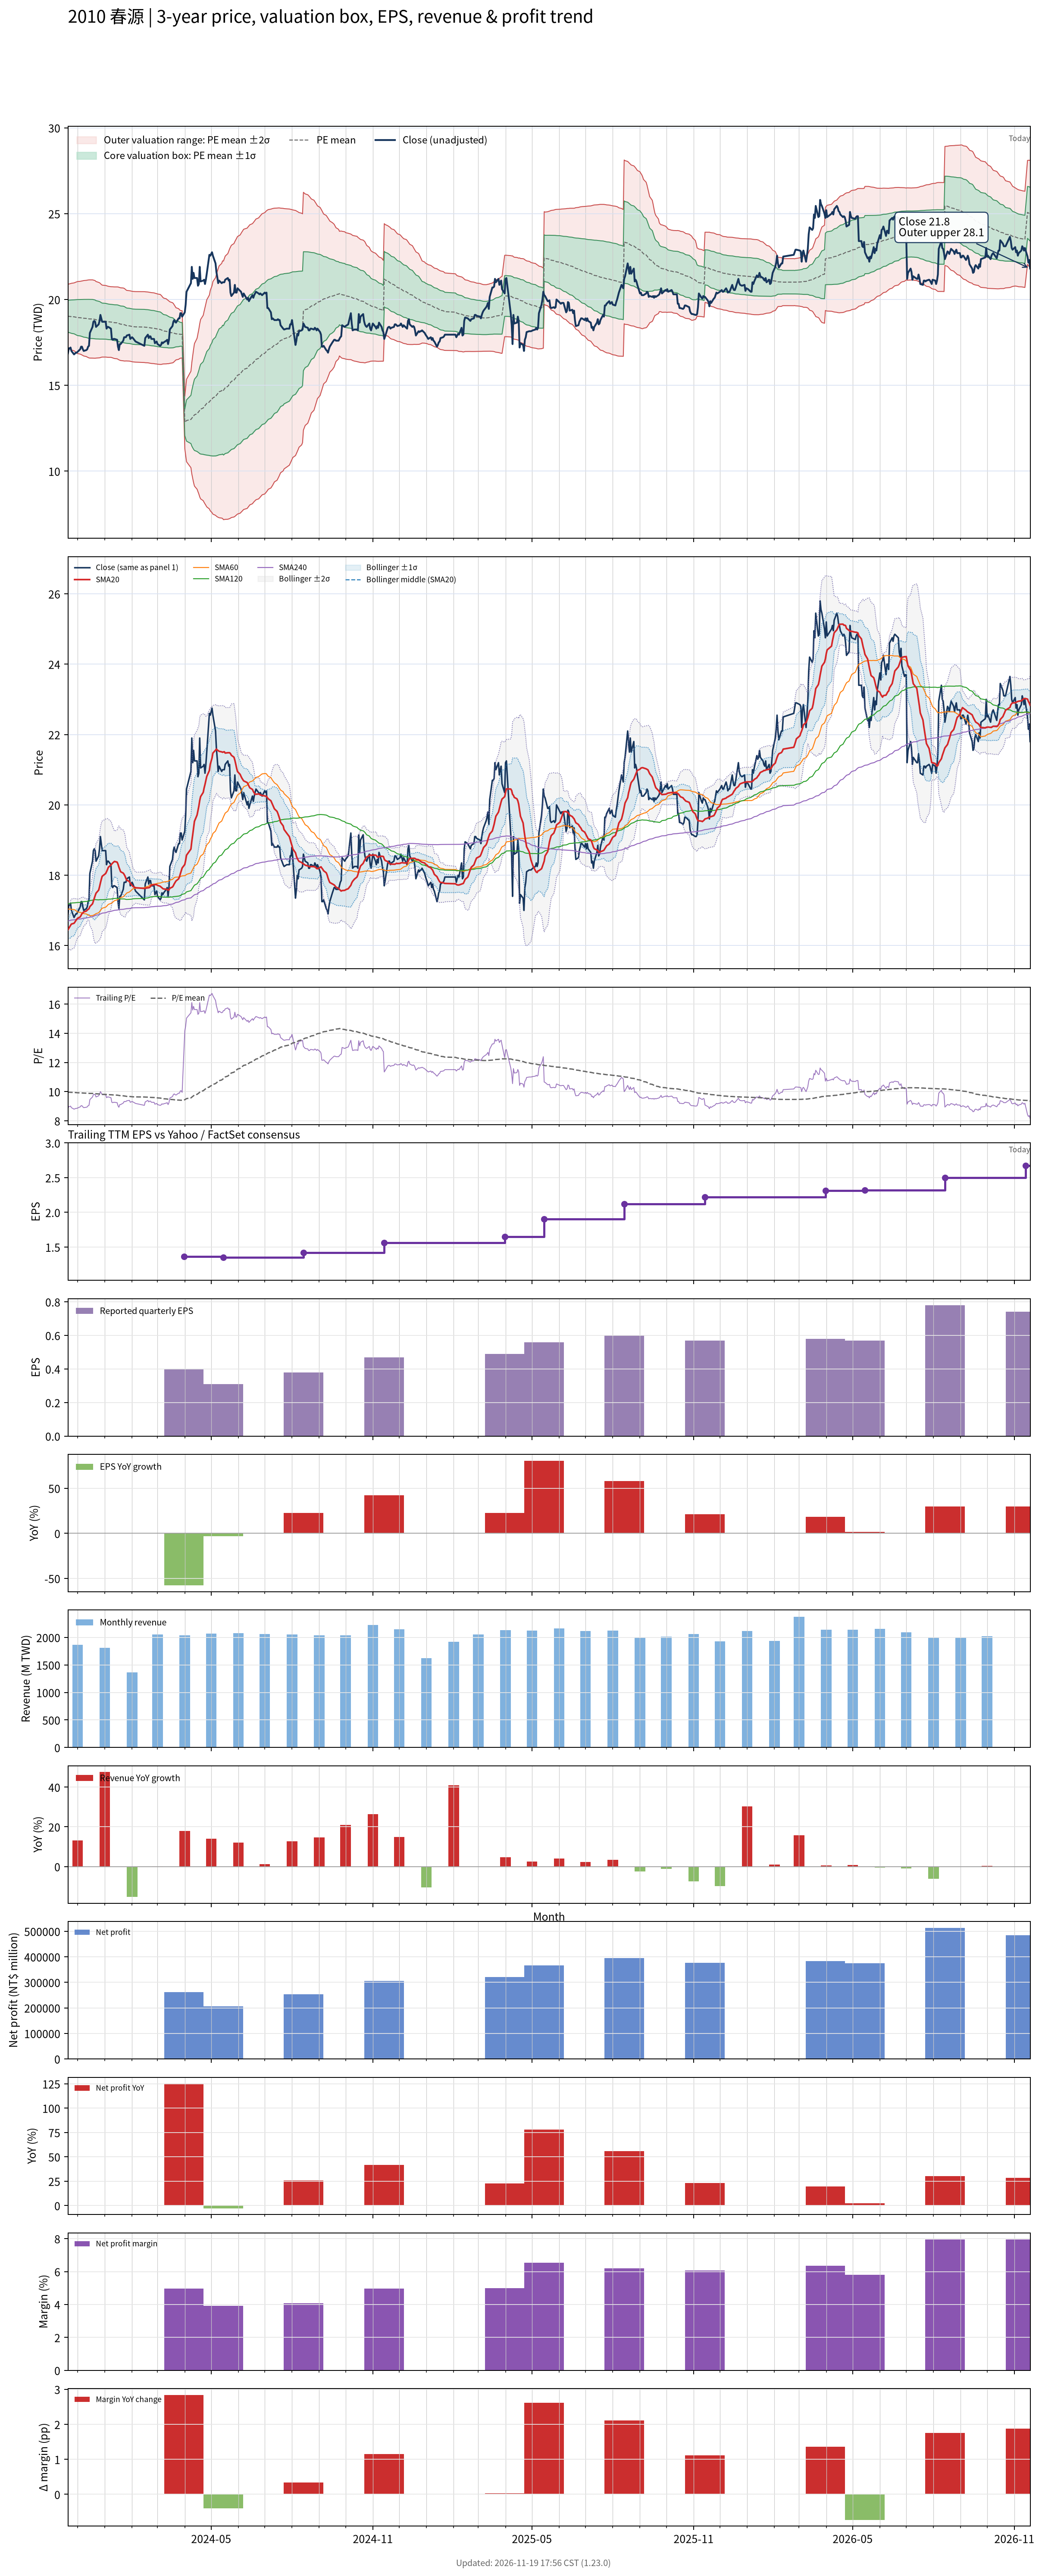 2010 春源 | 3-year price, valuation box, EPS, revenue & profit trend
Outer valuation range: PE mean ±2σ
Core valuation box: PE mean ±1σ
PE mean
Close (unadjusted)
Today
Close 21.8
Outer upper 28.1
Price (TWD)
30
25
20
15
10
Close (same as panel 1)
SMA20
SMA60
SMA120
SMA240
Bollinger ±2σ
Bollinger ±1σ
Bollinger middle (SMA20)
Price
26
24
22
20
18
16
Trailing P/E
P/E mean
P/E
16
14
12
10
8
Trailing TTM EPS vs Yahoo / FactSet consensus
Today
EPS
3.0
2.5
2.0
1.5
Reported quarterly EPS
EPS
0.8
0.6
0.4
0.2
0.0
EPS YoY growth
YoY (%)
50
0
-50
Monthly revenue
Revenue (M TWD)
2000
1500
1000
500
0
Revenue YoY growth
YoY (%)
40
20
0
Month
Net profit
Net profit (NT$ million)
500000
400000
300000
200000
100000
0
Net profit YoY
YoY (%)
125
100
75
50
25
0
Net profit margin
Margin (%)
8
6
4
2
0
Margin YoY change
Δ margin (pp)
3
2
1
0
2024-05
2024-11
2025-05
2025-11
2026-05
2026-11
Updated: 2026-11-19 17:56 CST (1.23.0)